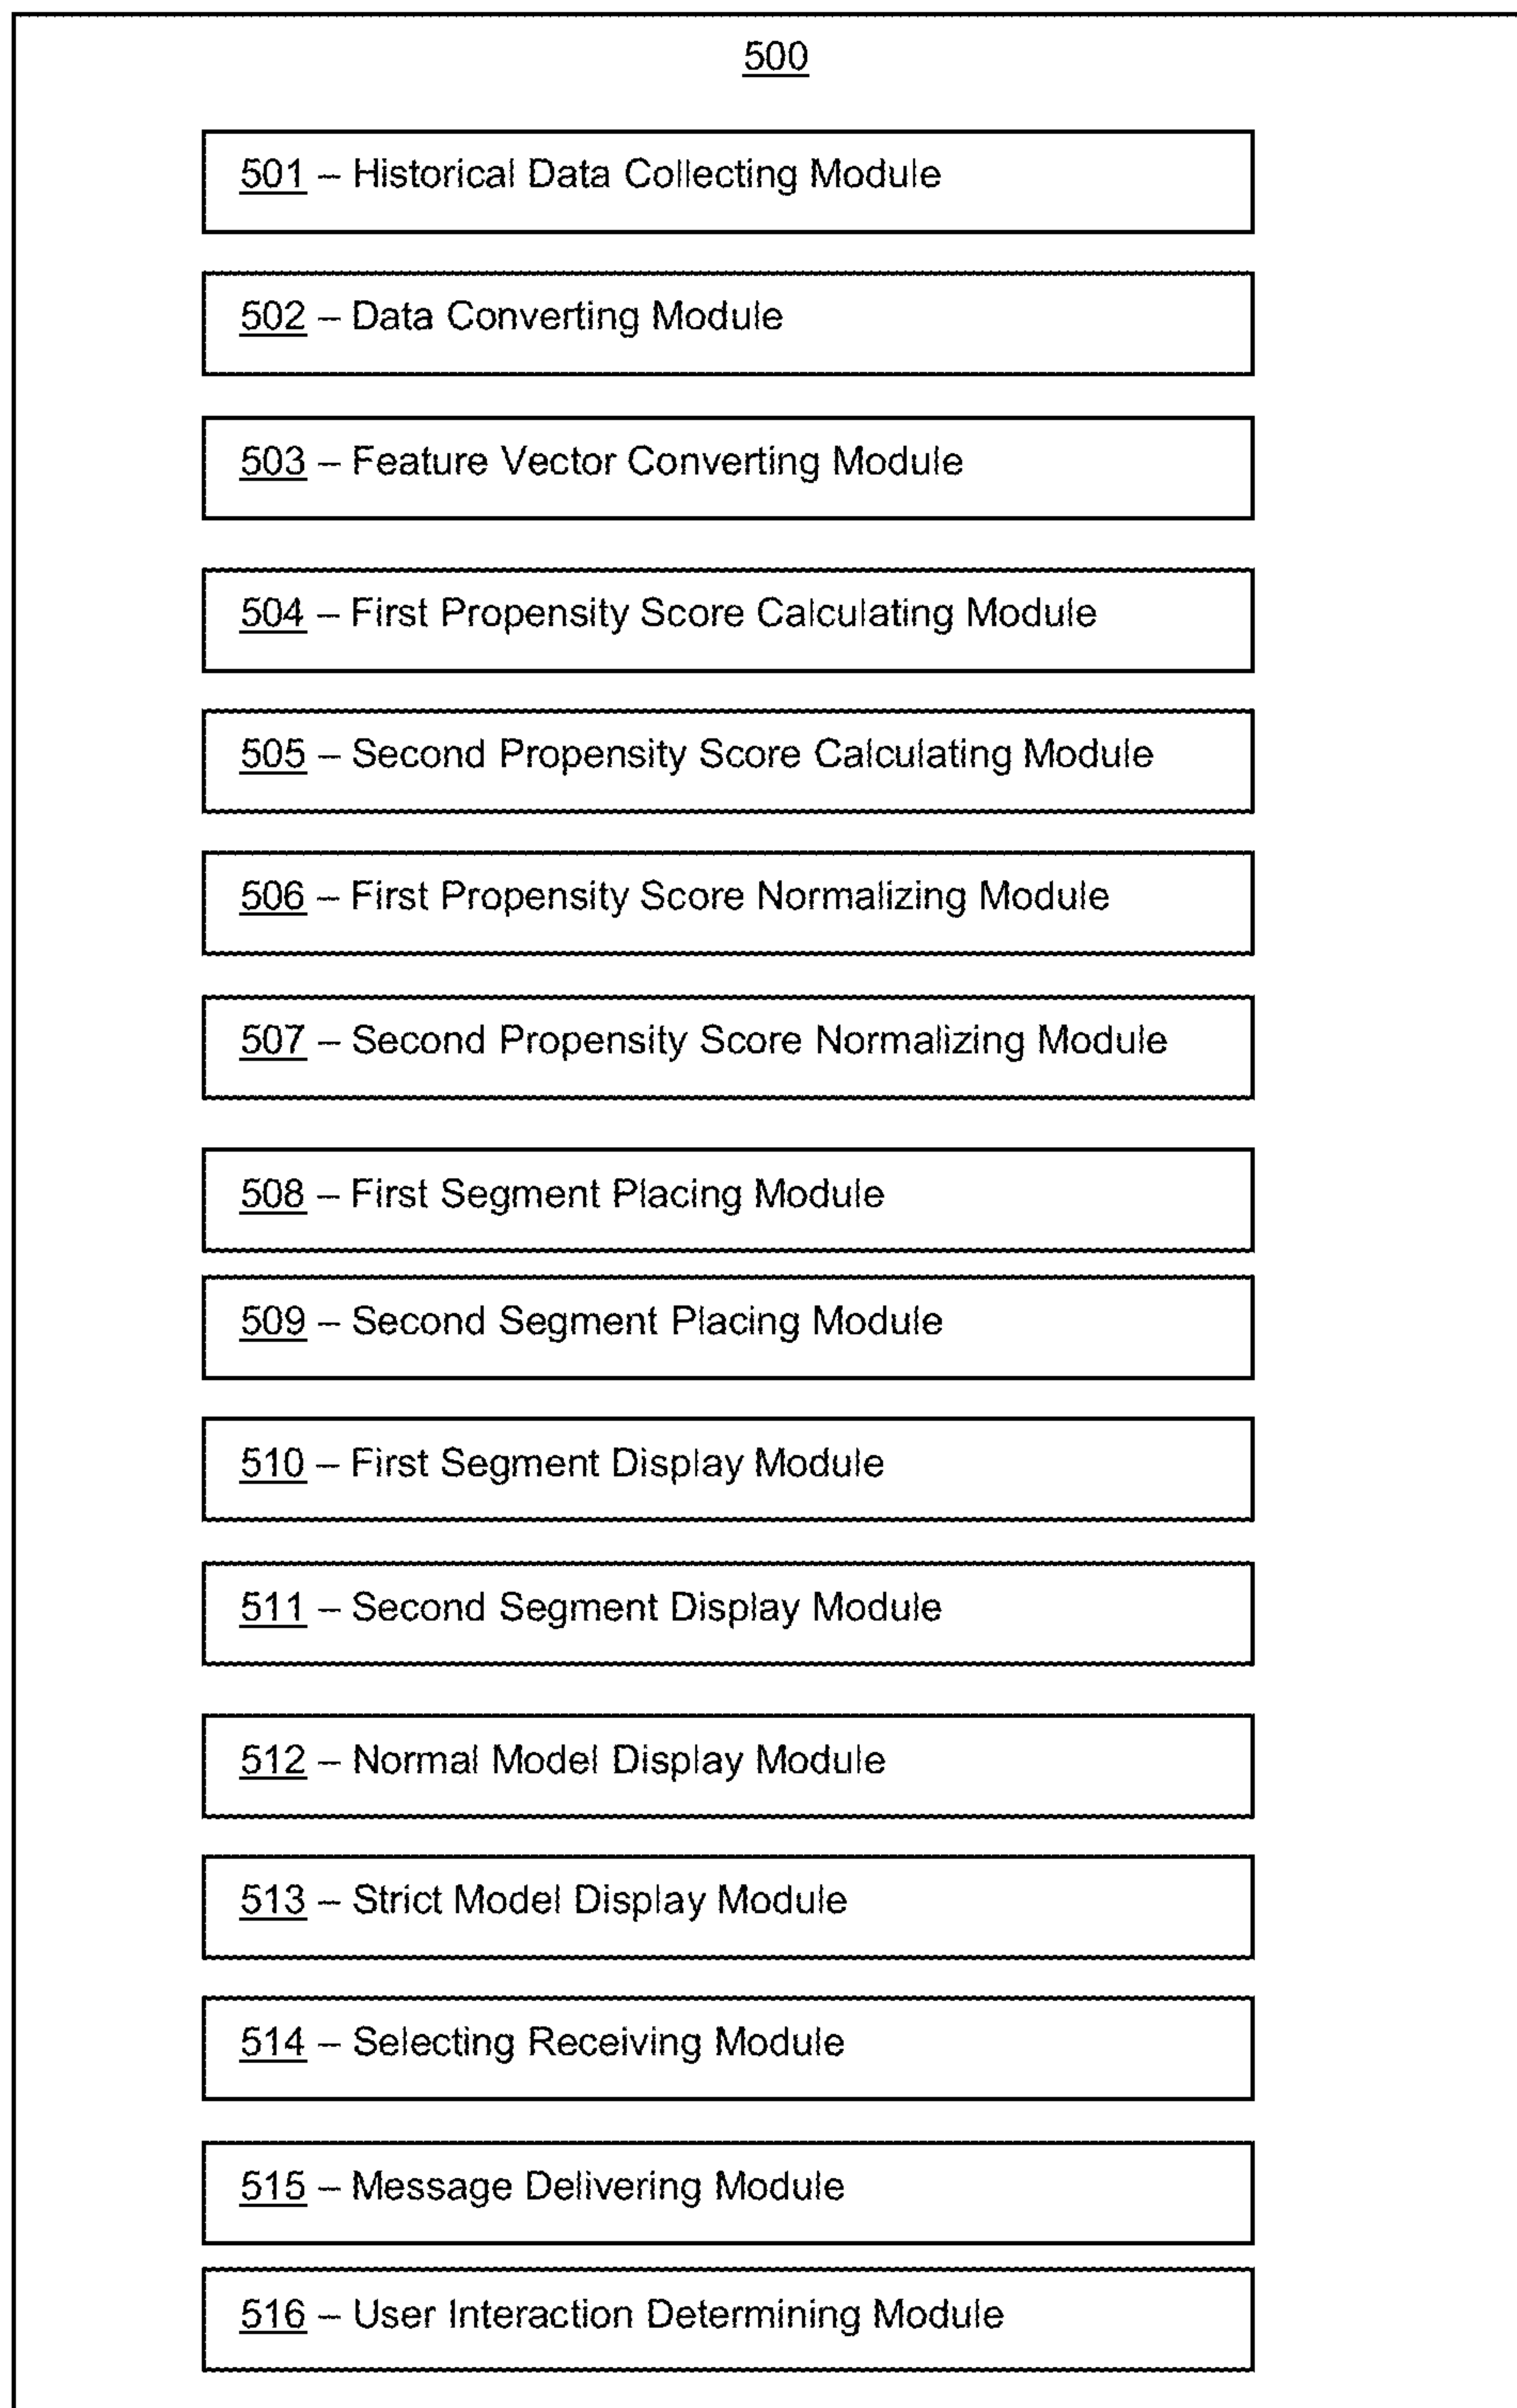 500
501 – Historical Data Collecting Module
502 – Data Converting Module
503 – Feature Vector Converting Module
504 – First Propensity Score Calculating Module
505 – Second Propensity Score Calculating Module
506 – First Propensity Score Normalizing Module
507 – Second Propensity Score Normalizing Module
508 – First Segment Placing Module
509 – Second Segment Placing Module
510 – First Segment Display Module
511 – Second Segment Display Module
512 – Normal Model Display Module
513 – Strict Model Display Module
514 – Selecting Receiving Module
515 – Message Delivering Module
516 – User Interaction Determining Module